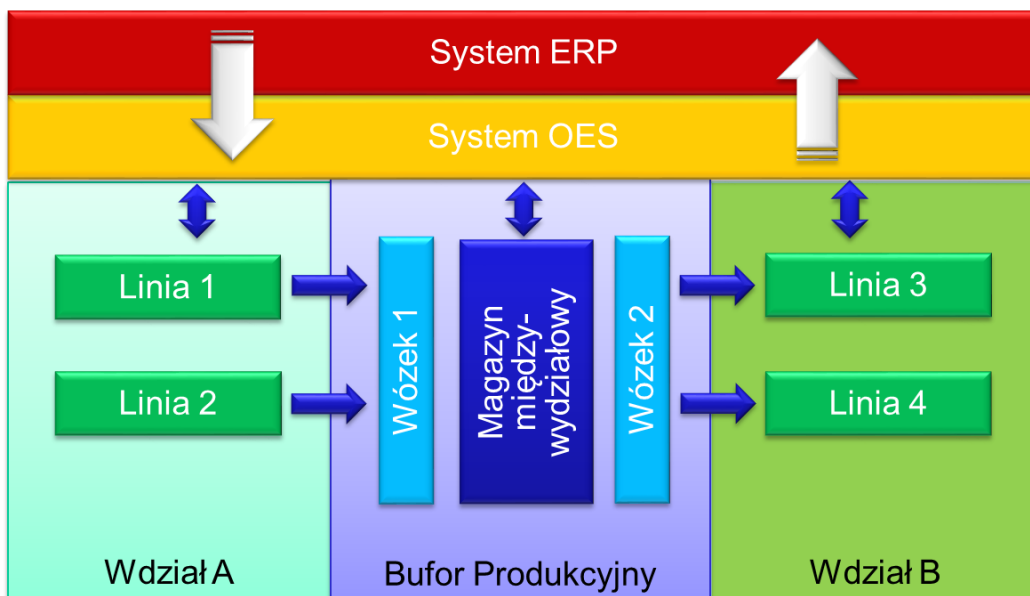 System ERP
System OES
Linia 1
Linia 2
Wózek 1
Magazyn
między-
wydziałowy
Wózek 2
Linia 3
Linia 4
Wdział A
Bufor Produkcyjny
Wdział B